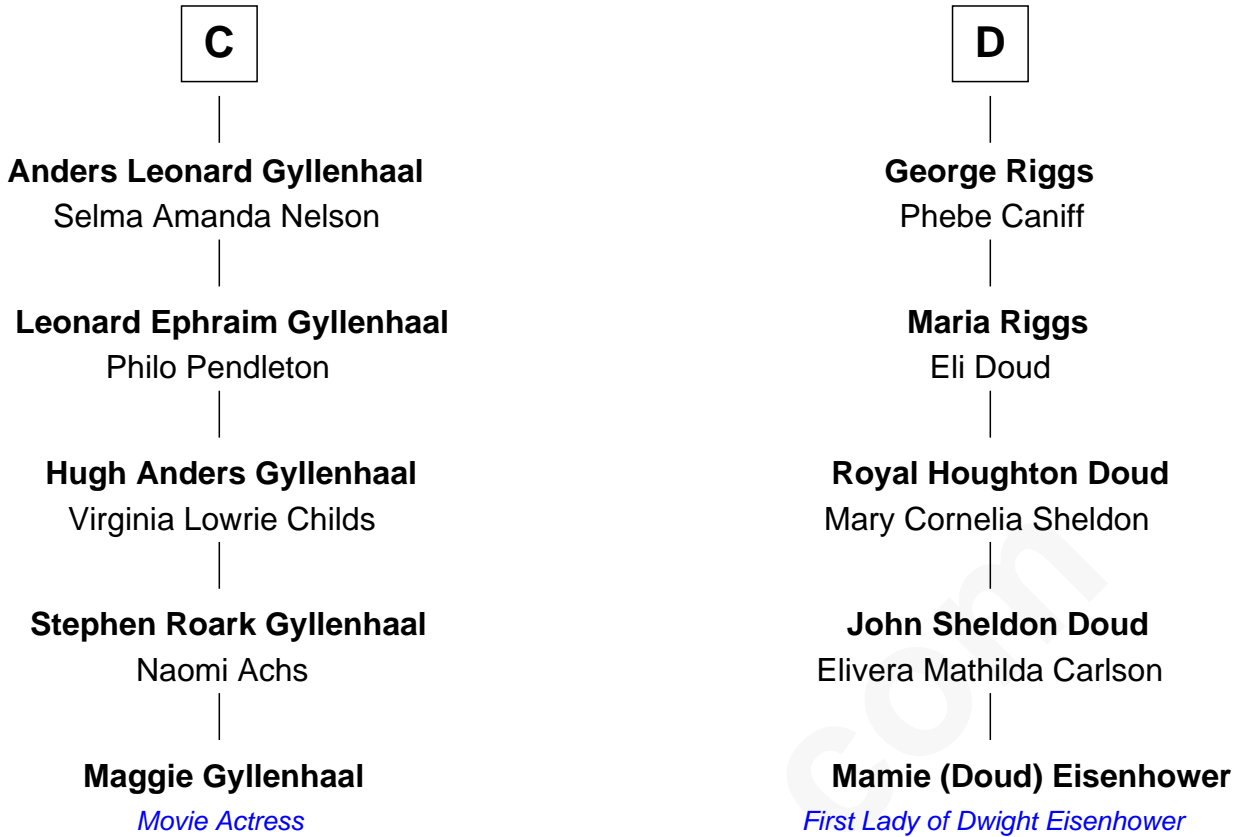 C
Anders Leonard Gyllenhaal
Selma Amanda Nelson
Leonard Ephraim Gyllenhaal
Philo Pendleton
Hugh Anders Gyllenhaal
Virginia Lowrie Childs
Stephen Roark Gyllenhaal
Naomi Achs
Maggie Gyllenhaal
Movie Actress
D
George Riggs
Phebe Caniff
Maria Riggs
Eli Doud
Royal Houghton Doud
Mary Cornelia Sheldon
John Sheldon Doud
Elivera Mathilda Carlson
Mamie (Doud) Eisenhower
First Lady of Dwight Eisenhower
com